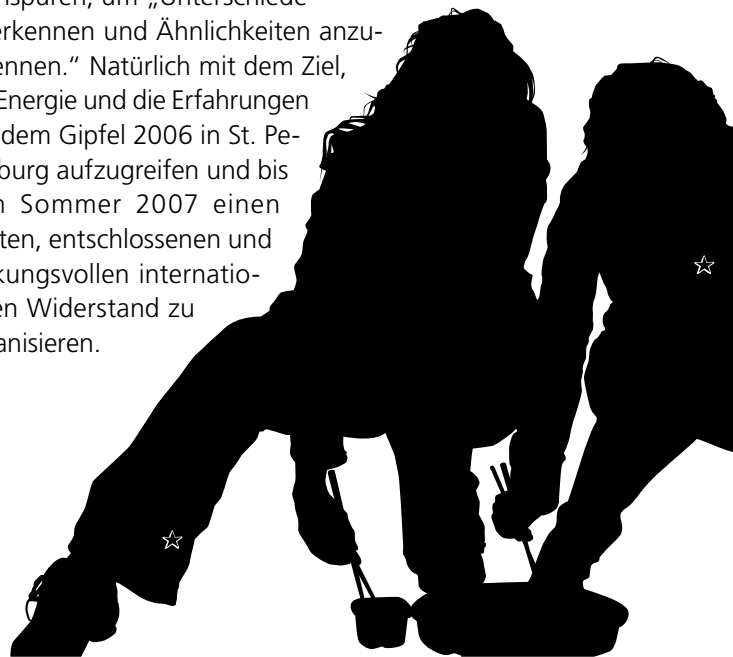 nspuren, um „Unterschiede
erkennen und Ähnlichkeiten anzu-
ennen.“ Natürlich mit dem Ziel,
Energie und die Erfahrungen
dem Gipfel 2006 in St. Pe-
burg aufzugreifen und bis
Sommer 2007 einen
ten, entschlossenen und
kungsvollen internatio-
en Widerstand zu
anisieren.